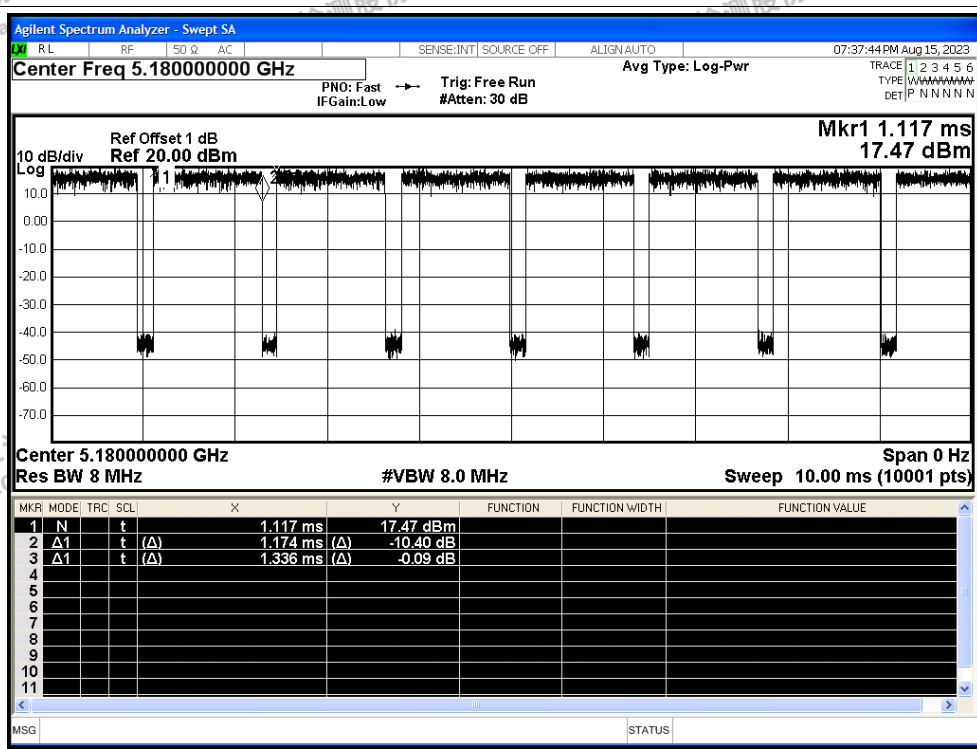 Agilent Spectrum Analyzer - Swept SA
LXI RL RF 50 Ω AC SENSE:INT SOURCE OFF ALIGN AUTO 07:37:44 PM Aug 15, 2023
Center Freq 5.180000000 GHz
PNO: Fast
IFGain:Low
Trig: Free Run
#Atten: 30 dB
Avg Type: Log-Pwr
TRACE 1 2 3 4 5 6
TYPE W
DET P N N N N N
Mkr1 1.117 ms
17.47 dBm
Ref Offset 1 dB
10 dB/div Ref 20.00 dBm
Log
1 2
10.0
0.00
-10.0
-20.0
-30.0
-40.0
-50.0
-60.0
-70.0
Center 5.180000000 GHz Span 0 Hz
Res BW 8 MHz #VBW 8.0 MHz Sweep 10.00 ms (10001 pts)
MKR MODE TRC SCL X Y FUNCTION FUNCTION WIDTH FUNCTION VALUE
1 N t 1.117 ms 17.47 dBm
2 Δ1 t (Δ) 1.174 ms (Δ) -10.40 dB
3 Δ1 t (Δ) 1.336 ms (Δ) -0.09 dB
4
5
6
7
8
9
10
11
MSG STATUS